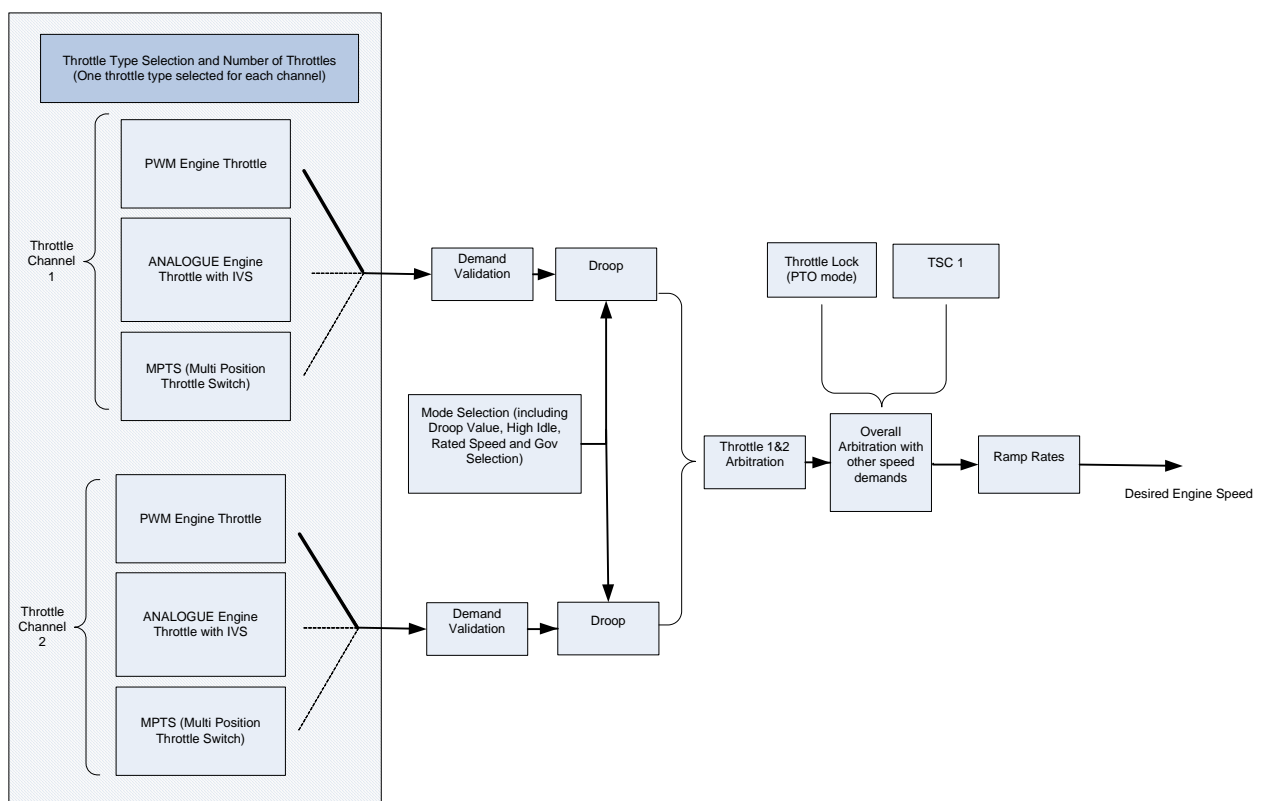 Throttle Type Selection and Number of Throttles
(One throttle type selected for each channel)
Throttle
Channel
1
PWM Engine Throttle
ANALOGUE Engine
Throttle with IVS
MPTS (Multi Position
Throttle Switch)
Demand
Validation
Droop
Throttle Lock
(PTO mode)
TSC 1
Mode Selection (including
Droop Value, High Idle,
Rated Speed and Gov
Selection)
Throttle 1&2
Arbitration
Overall
Arbitration with
other speed
demands
Ramp Rates
Desired Engine Speed
Throttle
Channel
2
PWM Engine Throttle
ANALOGUE Engine
Throttle with IVS
MPTS (Multi Position
Throttle Switch)
Demand
Validation
Droop